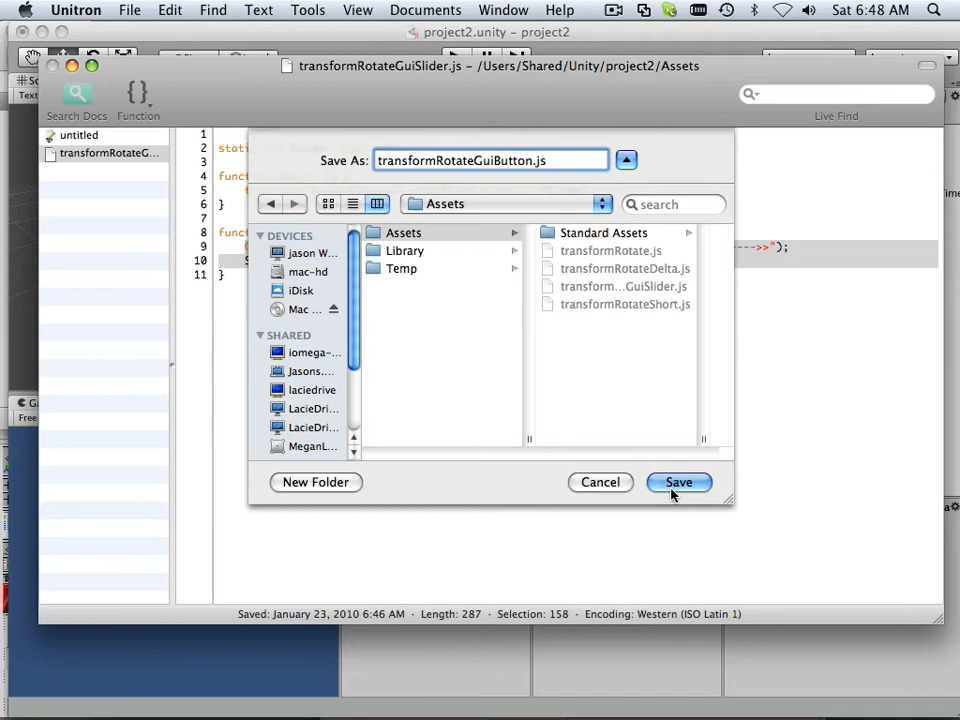 Unitron File Edit Find Text Tools View Documents Window Help Sat 6:48 AM
project2.unity – project2
transformRotateGuiSlider.js – /Users/Shared/Unity/project2/Assets
Search Docs
Function
Live Find
untitled
transformRotateG...
1
2
3
4
5
6
7
8
9
10
11
}
}
---->>");
Save As: transformRotateGuiButton.js
Assets
search
DEVICES
jason W...
mac-hd
iDisk
Mac ...
SHARED
iomega-...
Jasons....
laciedrive
LacieDri...
LacieDri...
MeganL...
Assets
Library
Temp
Standard Assets
transformRotate.js
transformRotateDelta.js
transform...GuiSlider.js
transformRotateShort.js
New Folder
Cancel
Save
Saved: January 23, 2010 6:46 AM · Length: 287 · Selection: 158 · Encoding: Western (ISO Latin 1)
Free